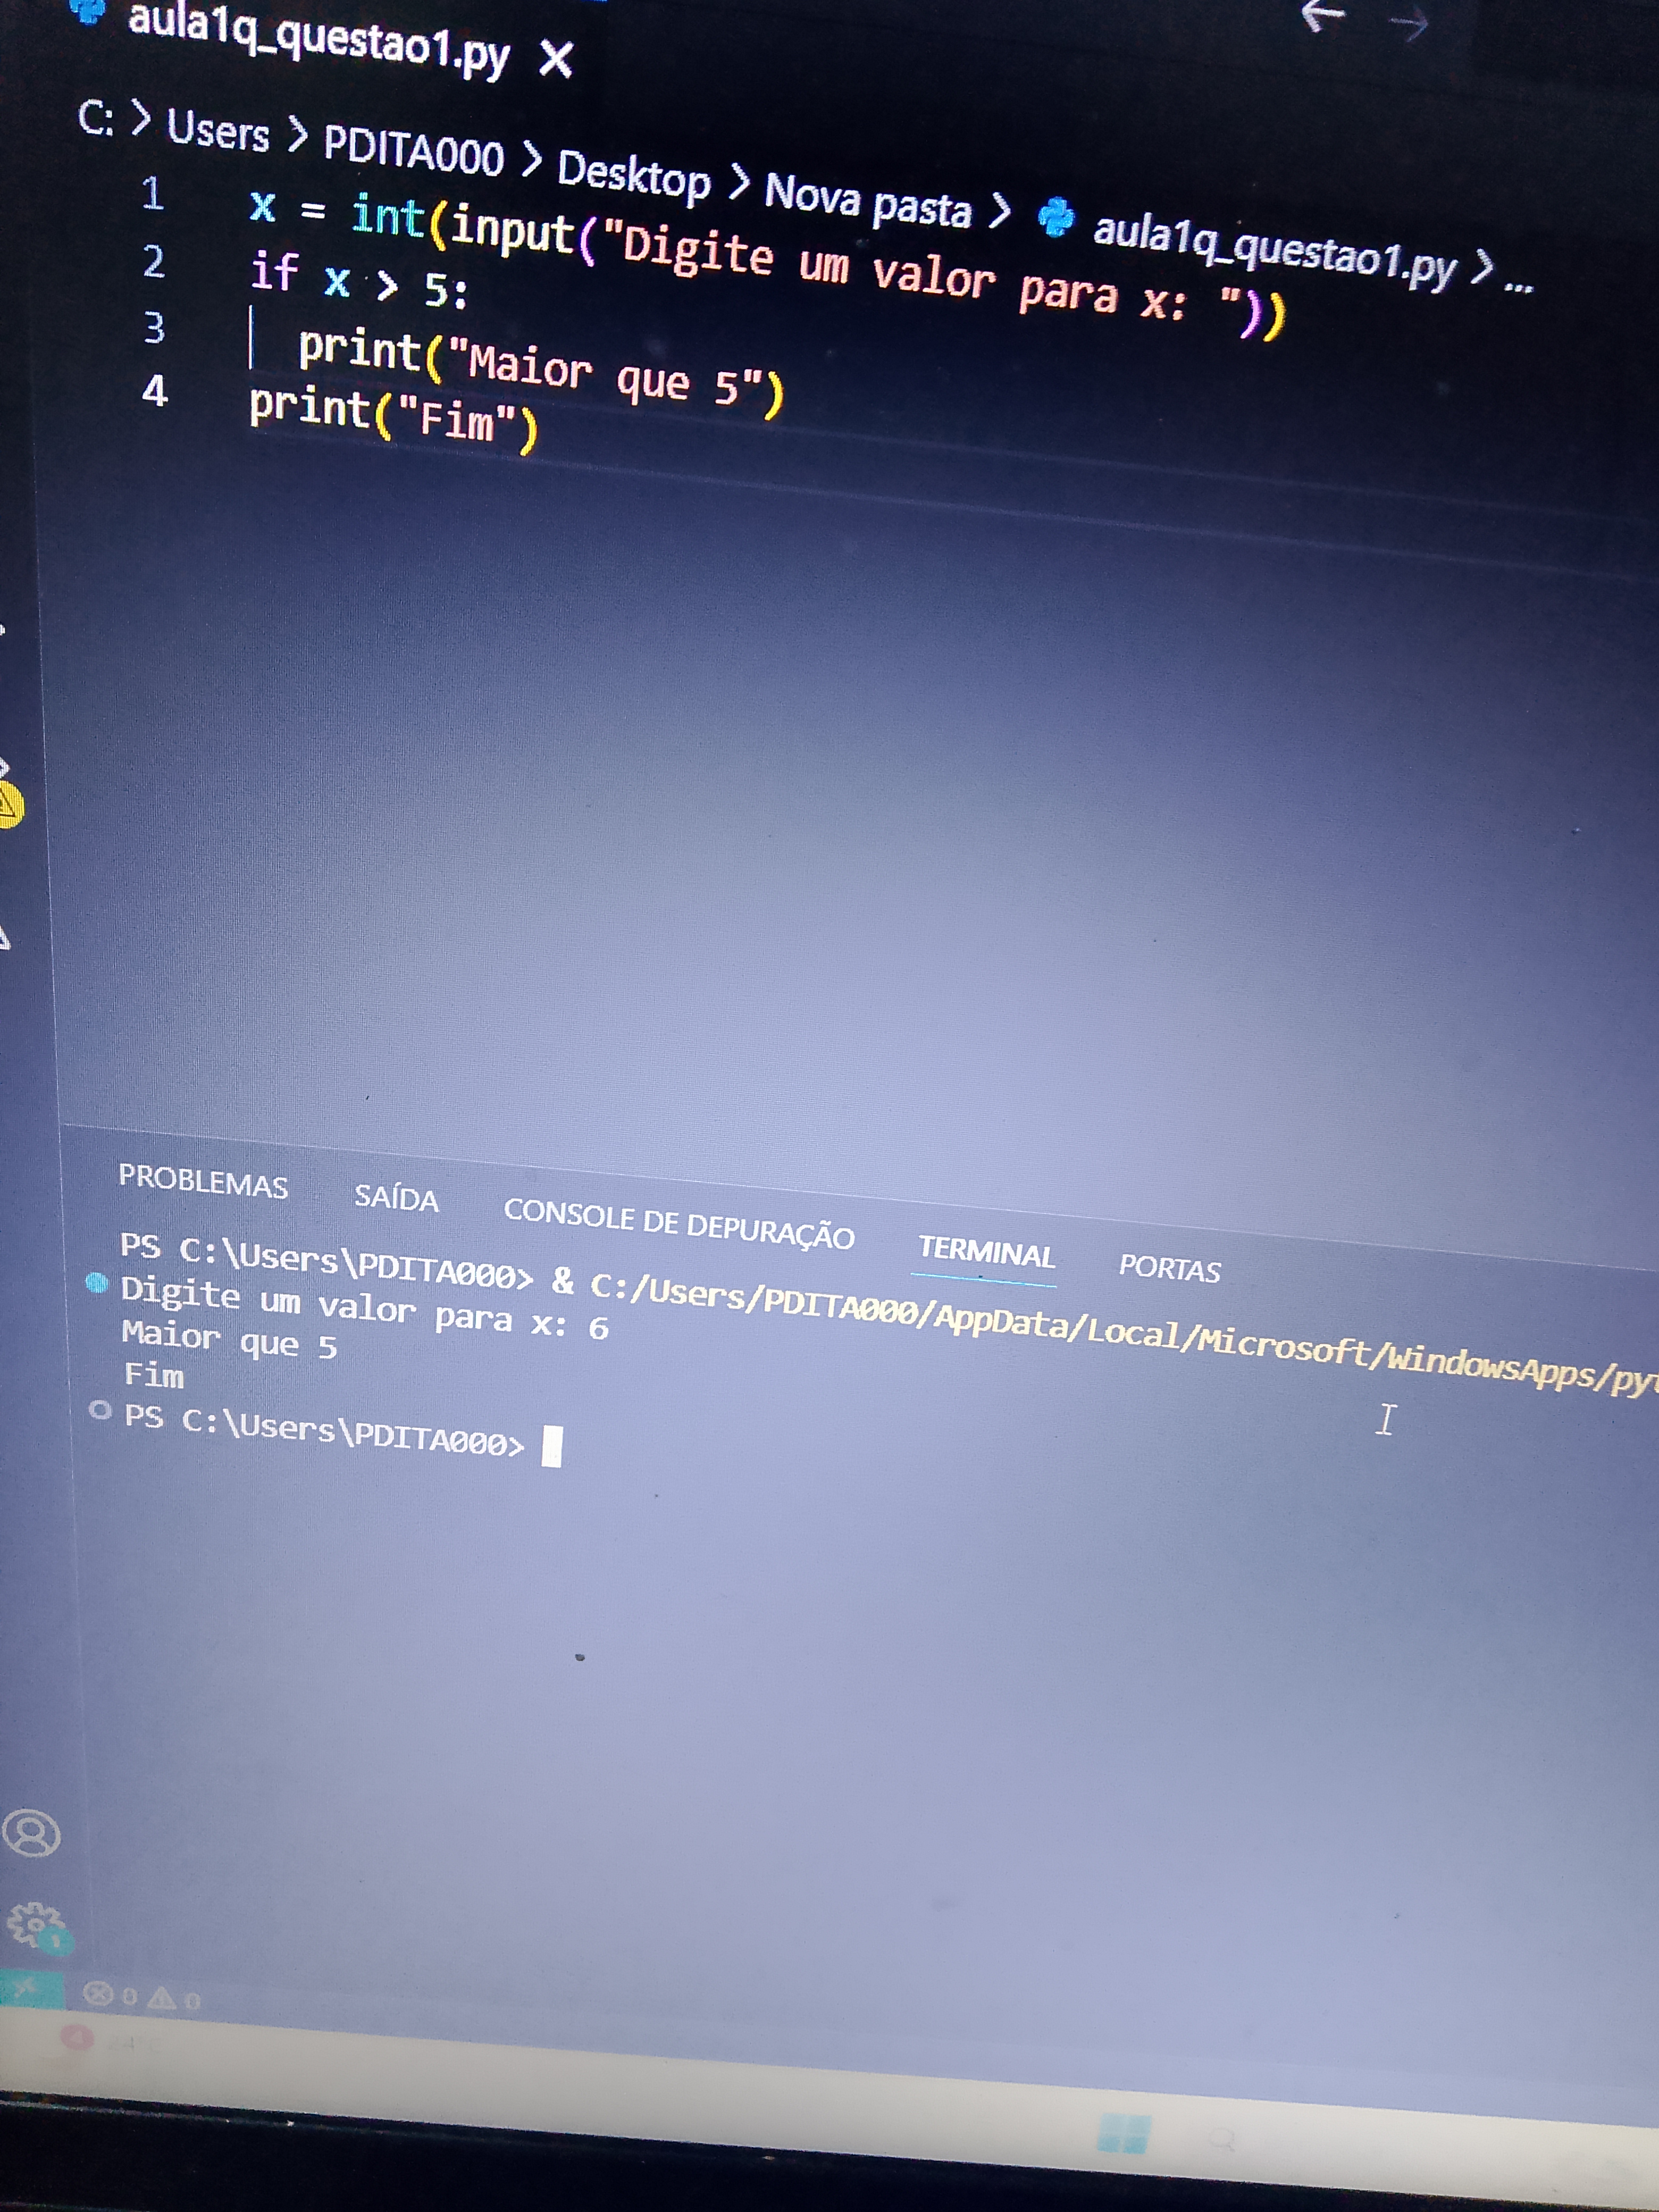 aula1q_questao1.py X
C: > Users > PDITA000 > Desktop > Nova pasta > aula1q_questao1.py > ...
1 x = int(input("Digite um valor para x: "))
2 if x > 5:
3 print("Maior que 5")
4 print("Fim")
PROBLEMAS SAÍDA CONSOLE DE DEPURAÇÃO TERMINAL PORTAS
PS C:\Users\PDITA000> & C:/Users/PDITA000/AppData/Local/Microsoft/WindowsApps/py
Digite um valor para x: 6
Maior que 5
Fim
PS C:\Users\PDITA000>
1
0 0
4